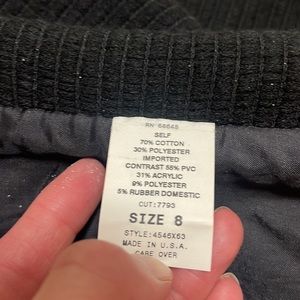 RN 66648
SELF
70% COTTON
30% POLYESTER
IMPORTED
CONTRAST 55% PVC
31% ACRYLIC
9% POLYESTER
5% RUBBER DOMESTIC
CUT: 7793
SIZE 8
STYLE: 4545X63
MADE IN U.S.A.
CARE OVER